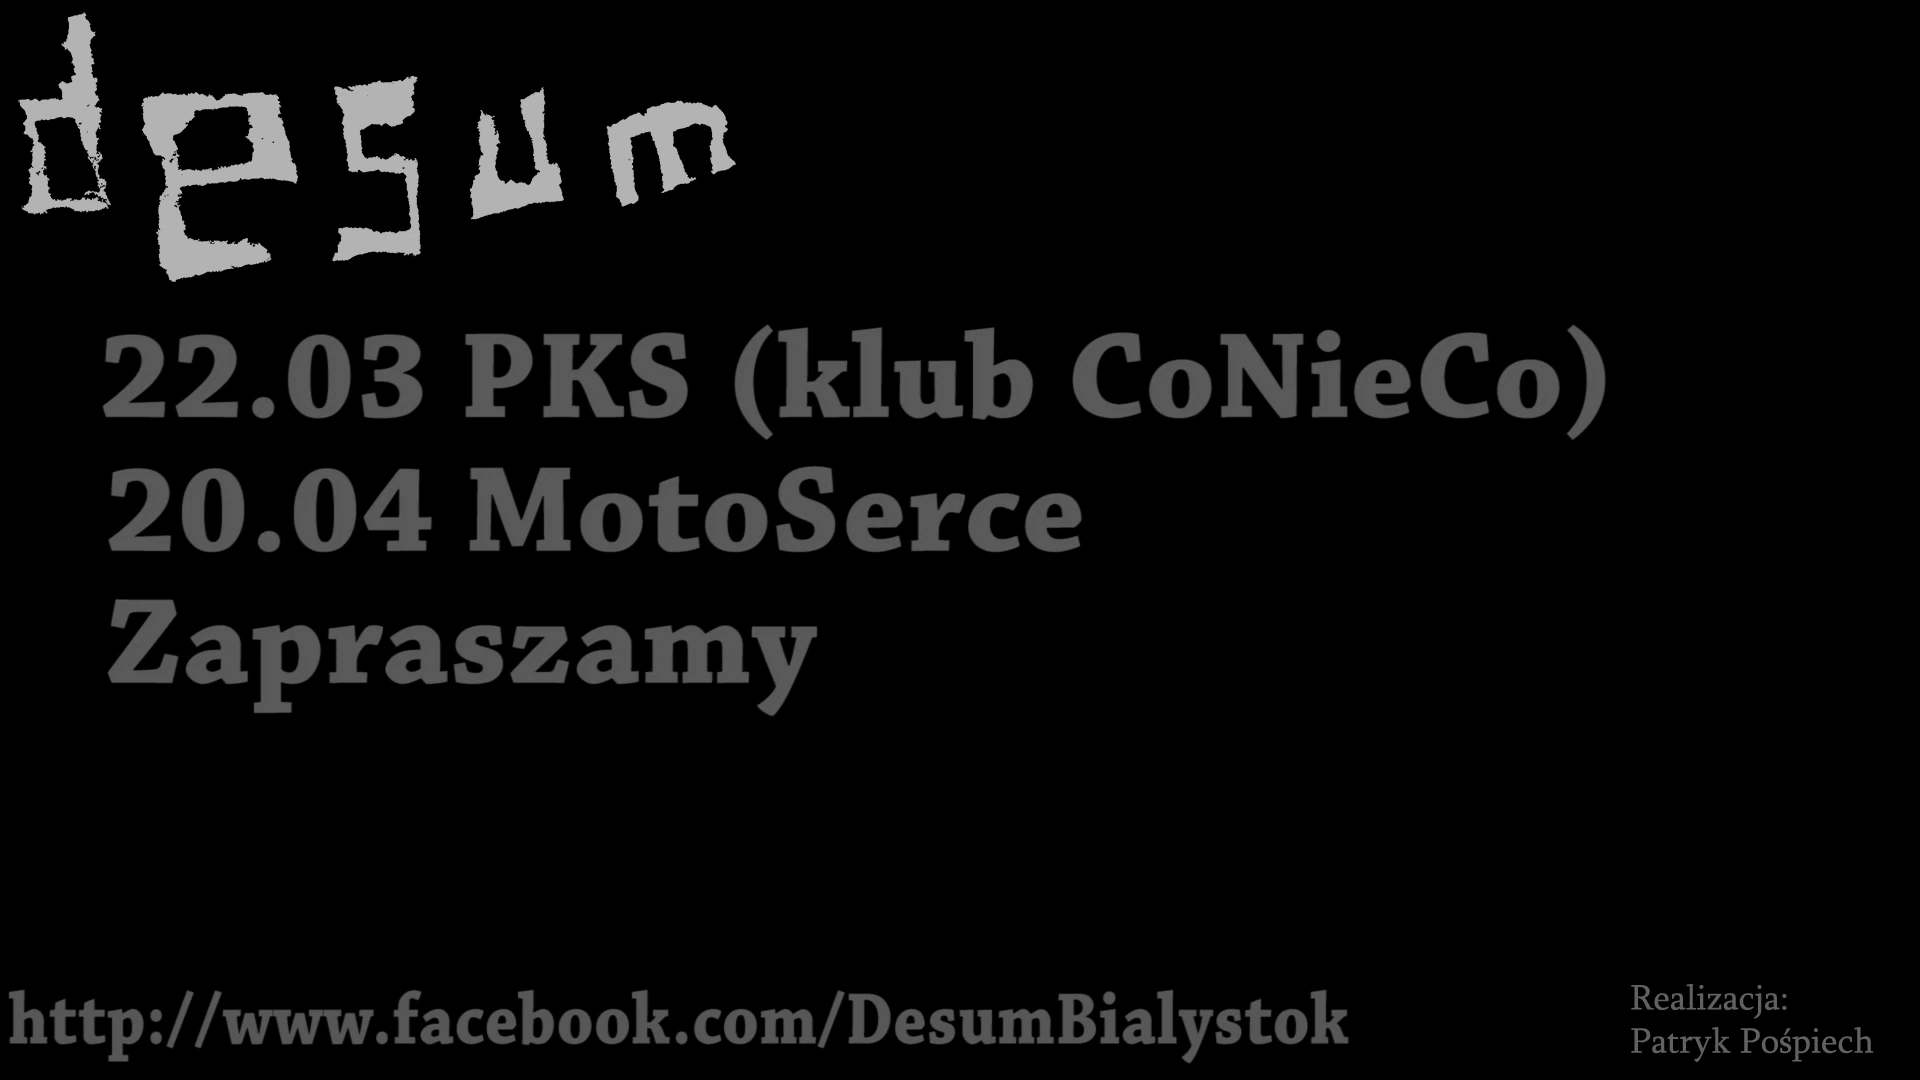 desum
22.03 PKS (klub CoNieCo)
20.04 MotoSerce
Zapraszamy
http://www.facebook.com/DesumBialystok
Realizacja:
Patryk Pośpiech